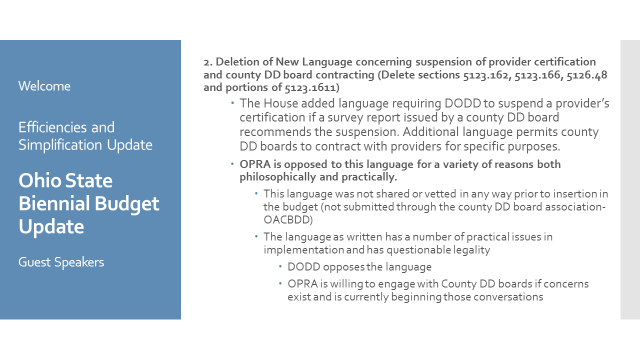 Welcome
Efficiencies and
Simplification Update
Ohio State
Biennial Budget
Update
Guest Speakers
2. Deletion of New Language concerning suspension of provider certification
and county DD board contracting (Delete sections 5123.162, 5123.166, 5126.48
and portions of 5123.1611)
• The House added language requiring DODD to suspend a provider's
certification if a survey report issued by a county DD board
recommends the suspension. Additional language permits county
DD boards to contract with providers for specific purposes.
• OPRA is opposed to this language for a variety of reasons both
philosophically and practically.
• This language was not shared or vetted in any way prior to insertion in
the budget (not submitted through the county DD board association-
OACBDD)
• The language as written has a number of practical issues in
implementation and has questionable legality
• DODD opposes the language
• OPRA is willing to engage with County DD boards if concerns
exist and is currently beginning those conversations